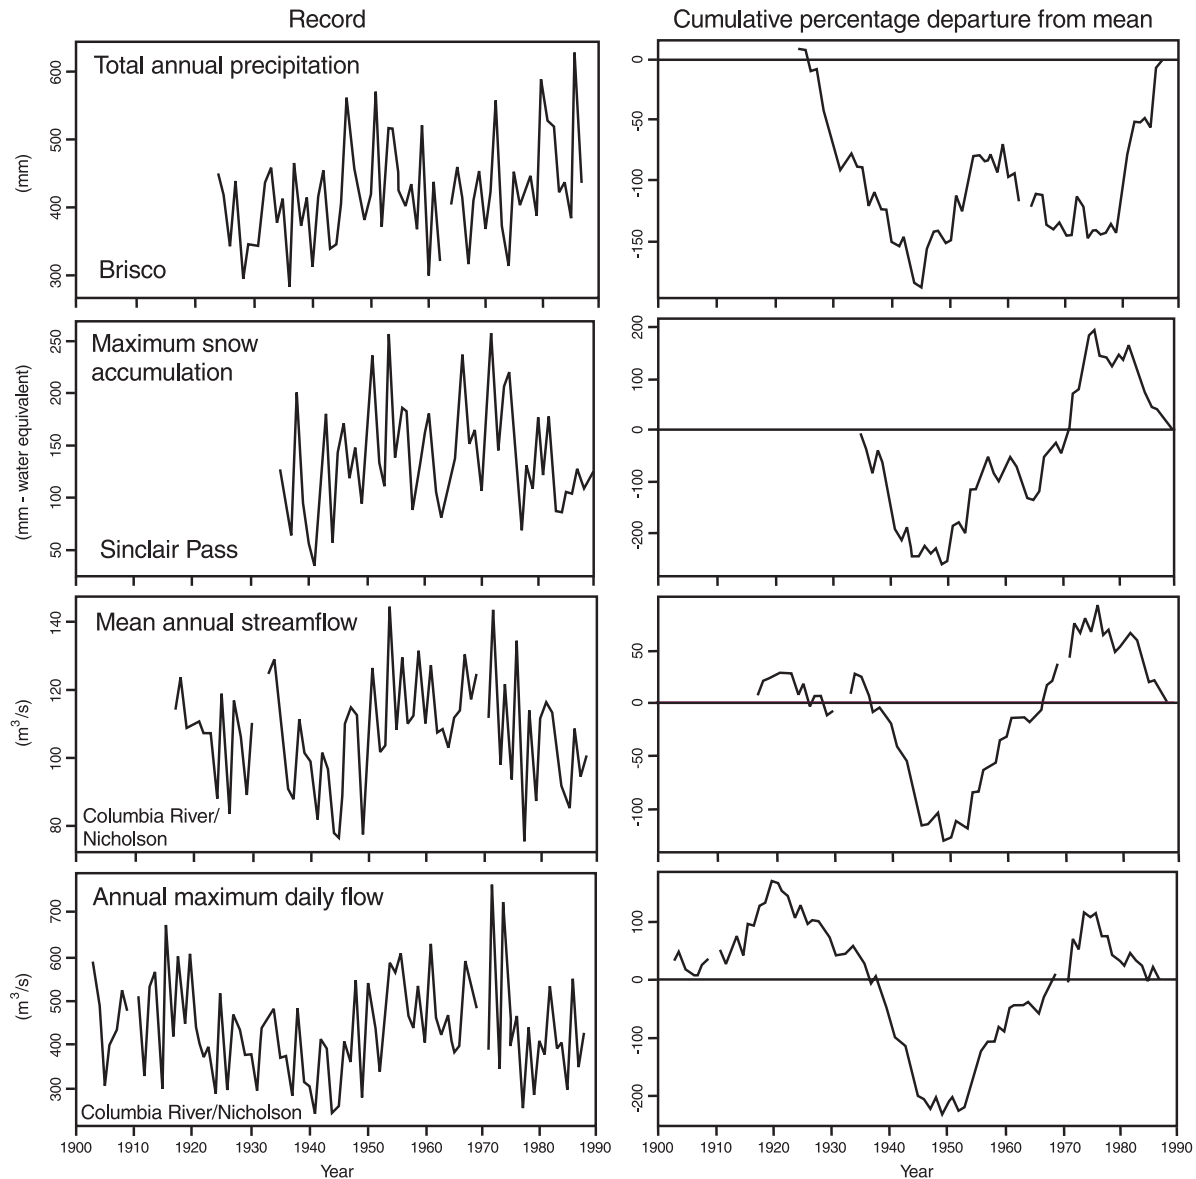 Record
Cumulative percentage departure from mean
Total annual precipitation
600
500
400
300
(mm)
Brisco
0
-50
-100
-150
Maximum snow
accumulation
250
200
150
100
50
(mm - water equivalent)
Sinclair Pass
200
100
0
-100
-200
Mean annual streamflow
140
120
100
80
(m³/s)
Columbia River/
Nicholson
50
0
-50
-100
Annual maximum daily flow
700
600
500
400
300
(m³/s)
Columbia River/Nicholson
100
0
-100
-200
1900 1910 1920 1930 1940 1950 1960 1970 1980 1990
Year
1900 1910 1920 1930 1940 1950 1960 1970 1980 1990
Year